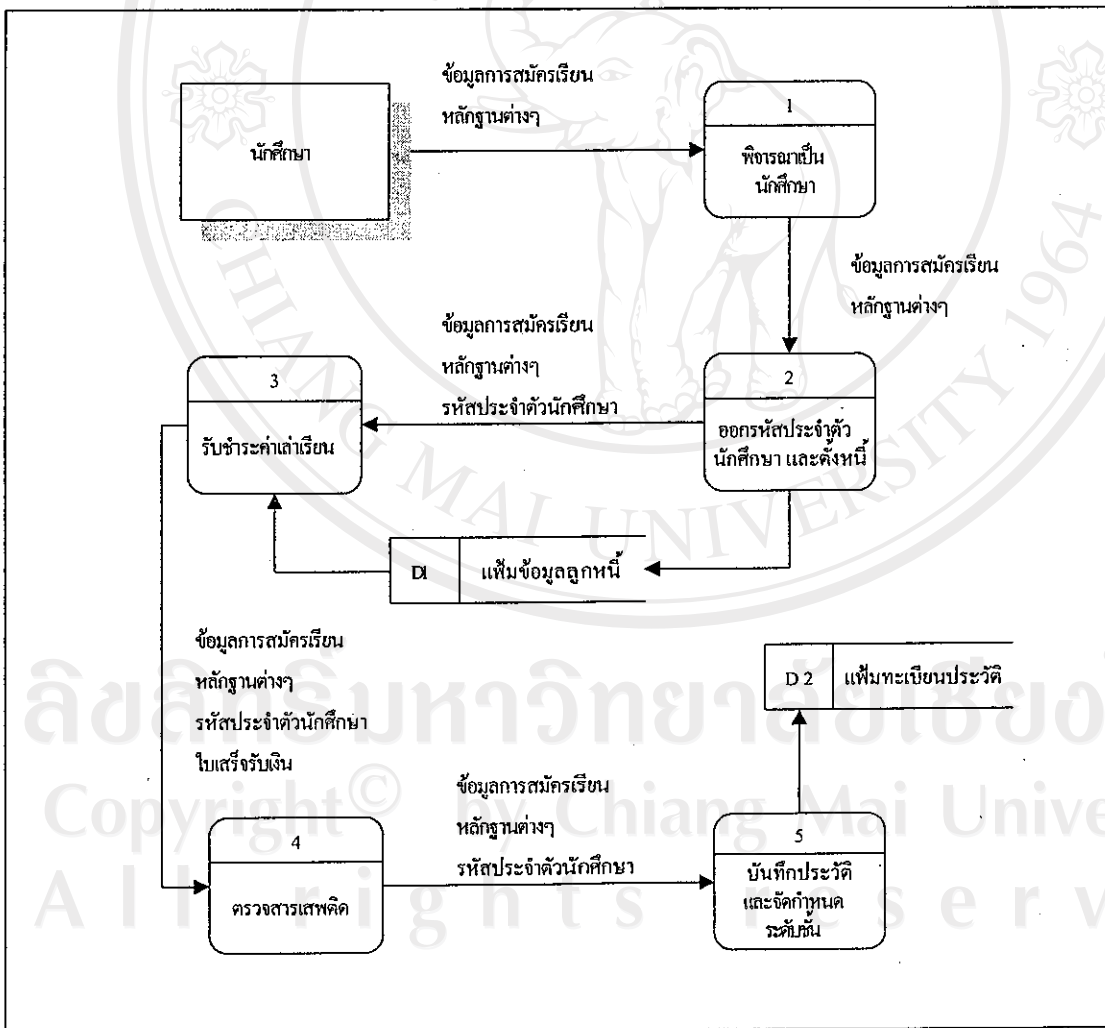 ข้อมูลการสมัครเรียน
หลักฐานต่างๆ
นักศึกษา
1
พิจารณาเป็น
นักศึกษา
ข้อมูลการสมัครเรียน
หลักฐานต่างๆ
ข้อมูลการสมัครเรียน
หลักฐานต่างๆ
รหัสประจำตัวนักศึกษา
3
รับชำระค่าเล่าเรียน
2
ออกรหัสประจำตัว
นักศึกษา และตั้งหนี้
D1
แฟ้มข้อมูลลูกหนี้
ข้อมูลการสมัครเรียน
หลักฐานต่างๆ
รหัสประจำตัวนักศึกษา
ใบเสร็จรับเงิน
D 2
แฟ้มทะเบียนประวัติ
ข้อมูลการสมัครเรียน
หลักฐานต่างๆ
รหัสประจำตัวนักศึกษา
4
ตรวจสารเสพติด
5
บันทึกประวัติ
และจัดกำหนด
ระดับชั้น
CHIANG MAI UNIVERSITY 1964
ลิขสิทธิ์มหาวิทยาลัยเชียง
Copyright© by Chiang Mai Unive
All rights reserv